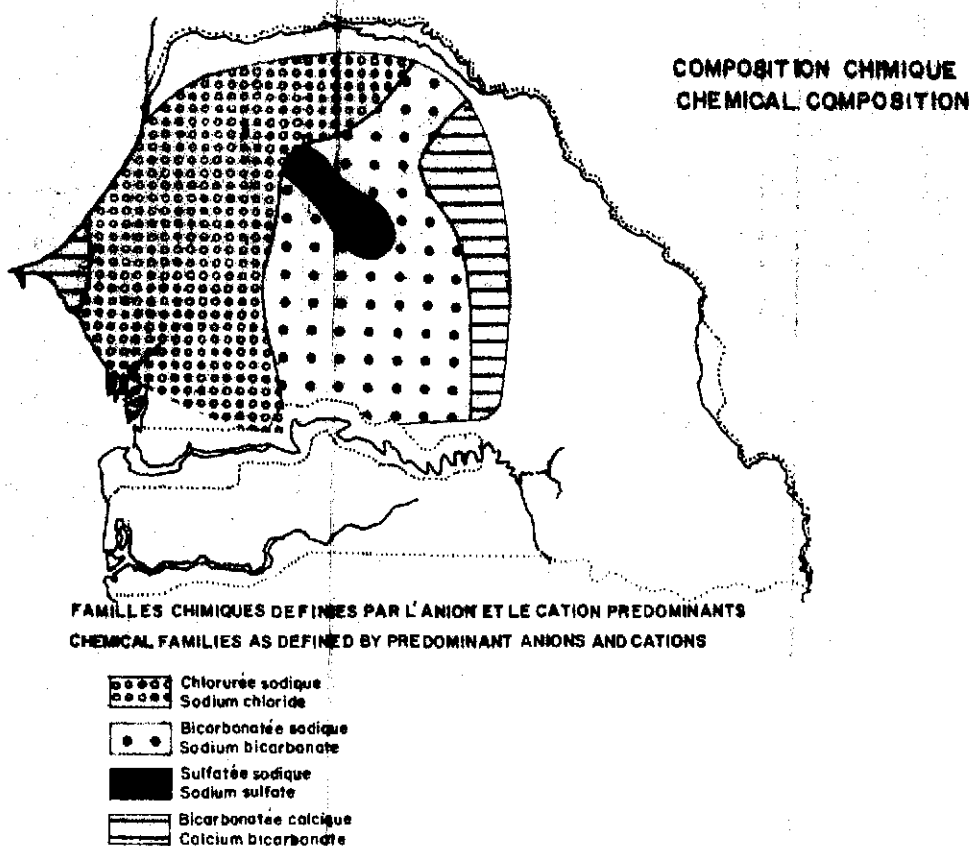 COMPOSITION CHIMIQUE
CHEMICAL COMPOSITION
FAMILLES CHIMIQUES DEFINIES PAR L'ANION ET LE CATION PREDOMINANTS
CHEMICAL FAMILIES AS DEFINED BY PREDOMINANT ANIONS AND CATIONS
Chlorurée sodique
Sodium chloride
Bicarbonatée sodique
Sodium bicarbonate
Sulfatée sodique
Sodium sulfate
Bicarbonatée calcique
Calcium bicarbonate